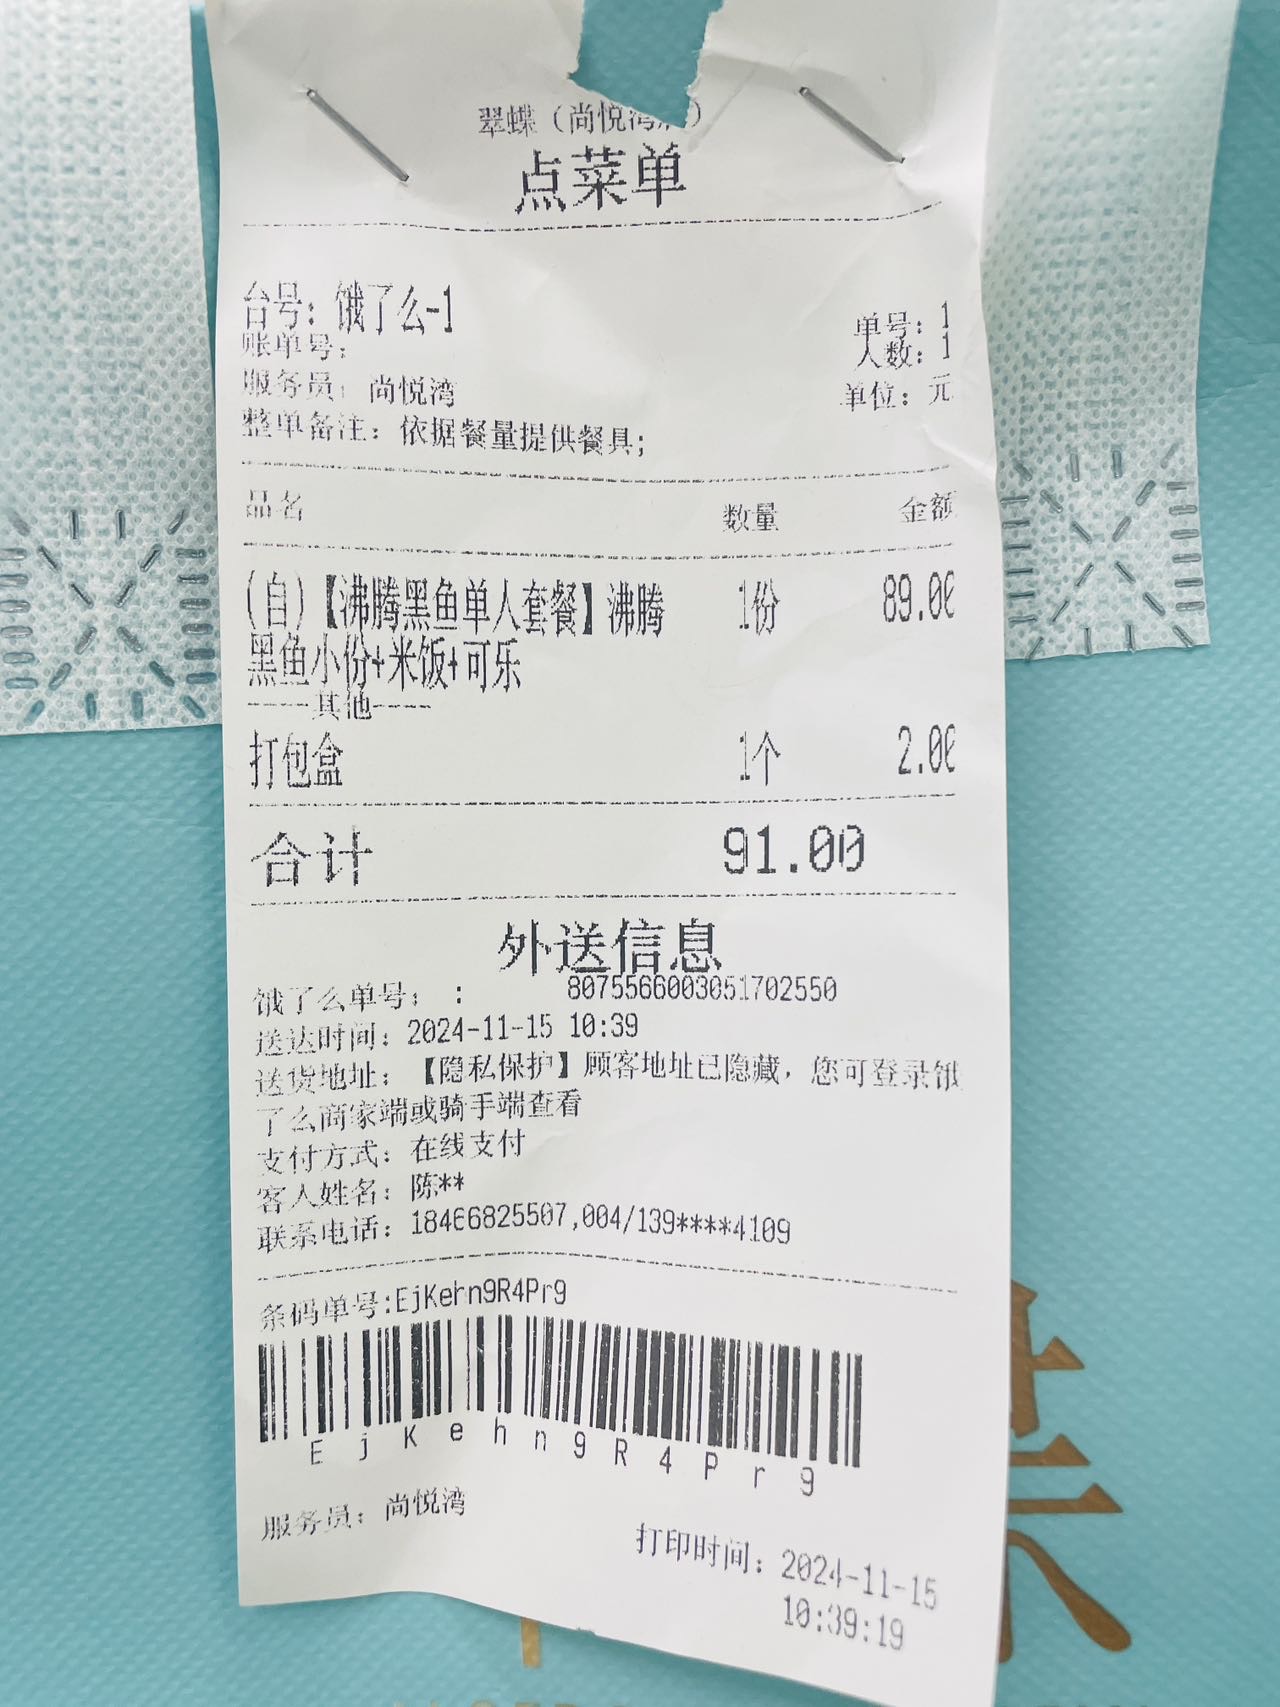 翠蝶（尚悦湾
点菜单
台号：饿了么-1
单号：1
账单号：
人数：1
服务员：尚悦湾
单位：元
整单备注：依据餐量提供餐具；
品名 数量 金额
(自)【沸腾黑鱼单人套餐】沸腾 1份 89.00
黑鱼小份+米饭+可乐
----其他----
打包盒 1个 2.00
合计 91.00
外送信息
饿了么单号：： 8075566003051702550
送达时间：2024-11-15 10:39
送货地址：【隐私保护】顾客地址已隐藏，您可登录饿
了么商家端或骑手端查看
支付方式：在线支付
客人姓名：陈**
联系电话：18466825507,004/139****4109
条码单号:EjKehn9R4Pr9
EjKehn9R4Pr9
服务员：尚悦湾
打印时间：2024-11-15
10:39:19